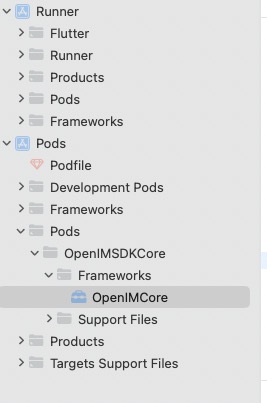 Runner
Flutter
Runner
Products
Pods
Frameworks
Pods
Podfile
Development Pods
Frameworks
Pods
OpenIMSDKCore
Frameworks
OpenIMCore
Support Files
Products
Targets Support Files